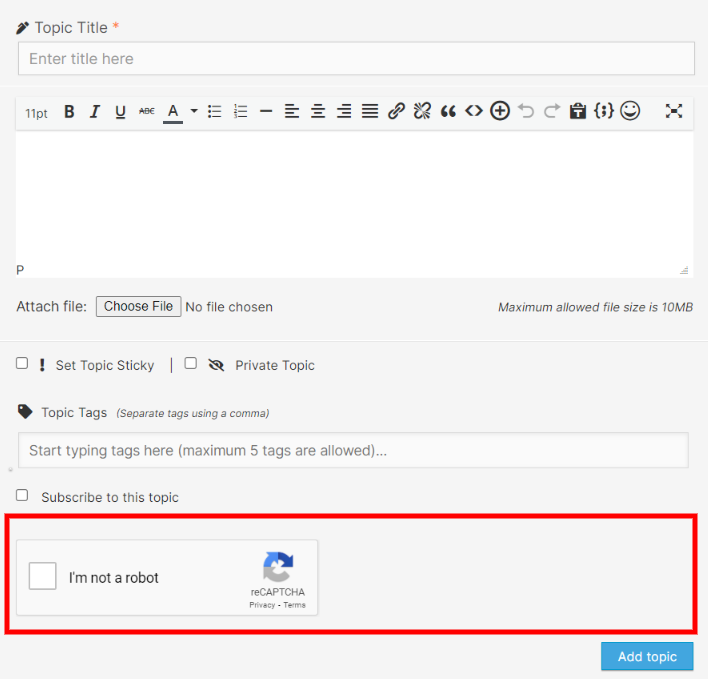 Topic Title *
Enter title here
11pt B I U ABC A
P
Attach file: Choose File No file chosen Maximum allowed file size is 10MB
! Set Topic Sticky | Private Topic
Topic Tags (Separate tags using a comma)
Start typing tags here (maximum 5 tags are allowed)...
Subscribe to this topic
I'm not a robot
reCAPTCHA
Privacy - Terms
Add topic